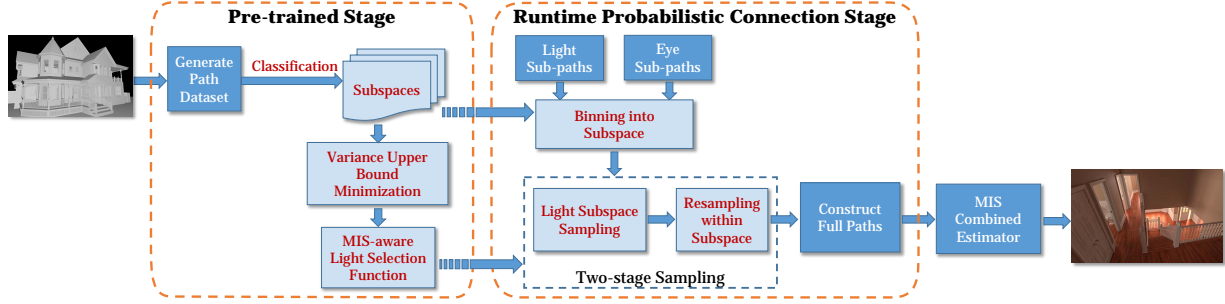 Pre-trained Stage
Generate
Path
Dataset
Classification
Subspaces
Variance Upper
Bound
Minimization
MIS-aware
Light Selection
Function
Runtime Probabilistic Connection Stage
Light
Sub-paths
Eye
Sub-paths
Binning into
Subspace
Light Subspace
Sampling
Resampling
within
Subspace
Two-stage Sampling
Construct
Full Paths
MIS
Combined
Estimator